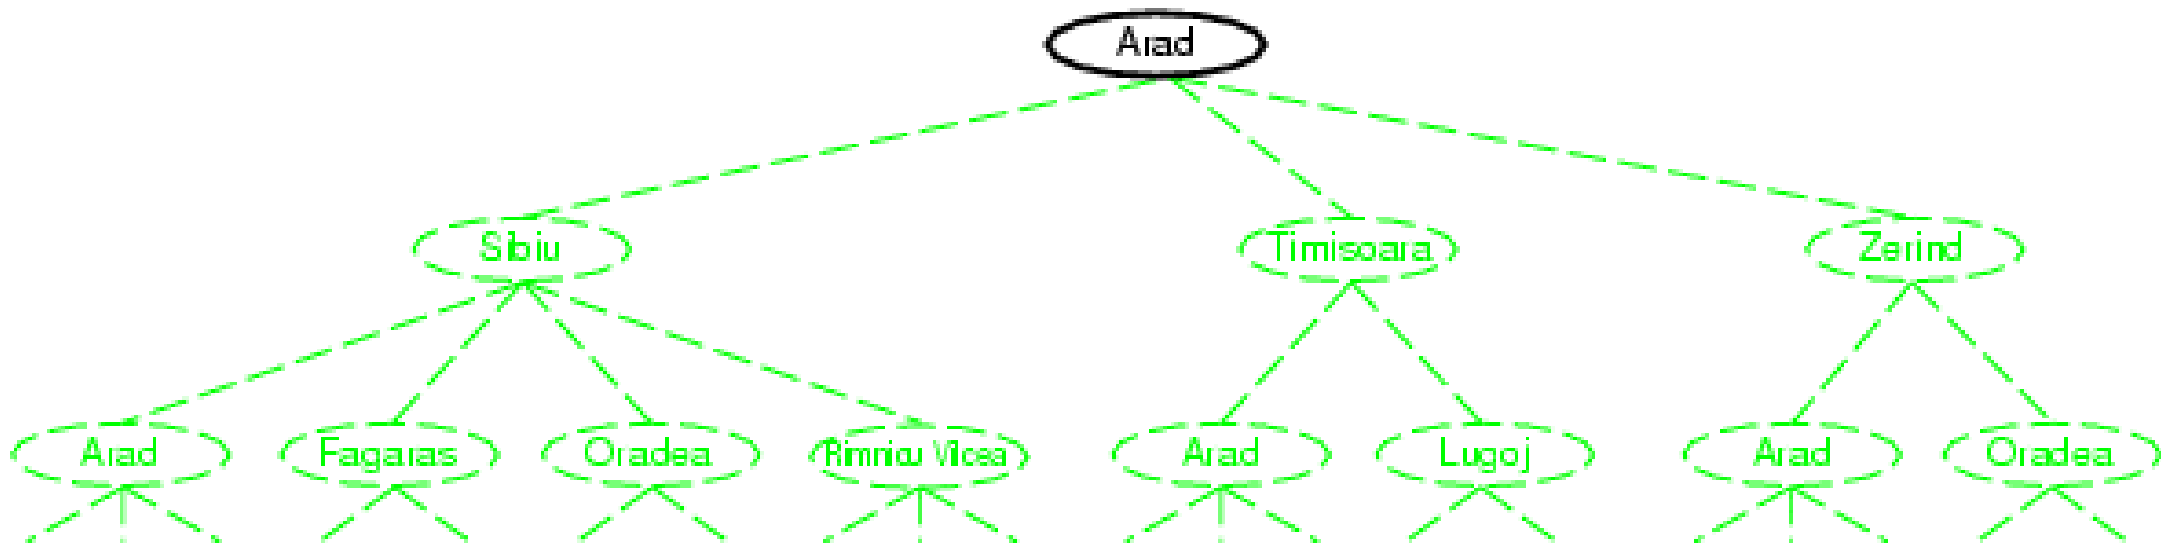 Arad
Sibiu Timisoara Zerind
Arad Fagaras Oradea Rimnicu Vilcea Arad Lugoj Arad Oradea